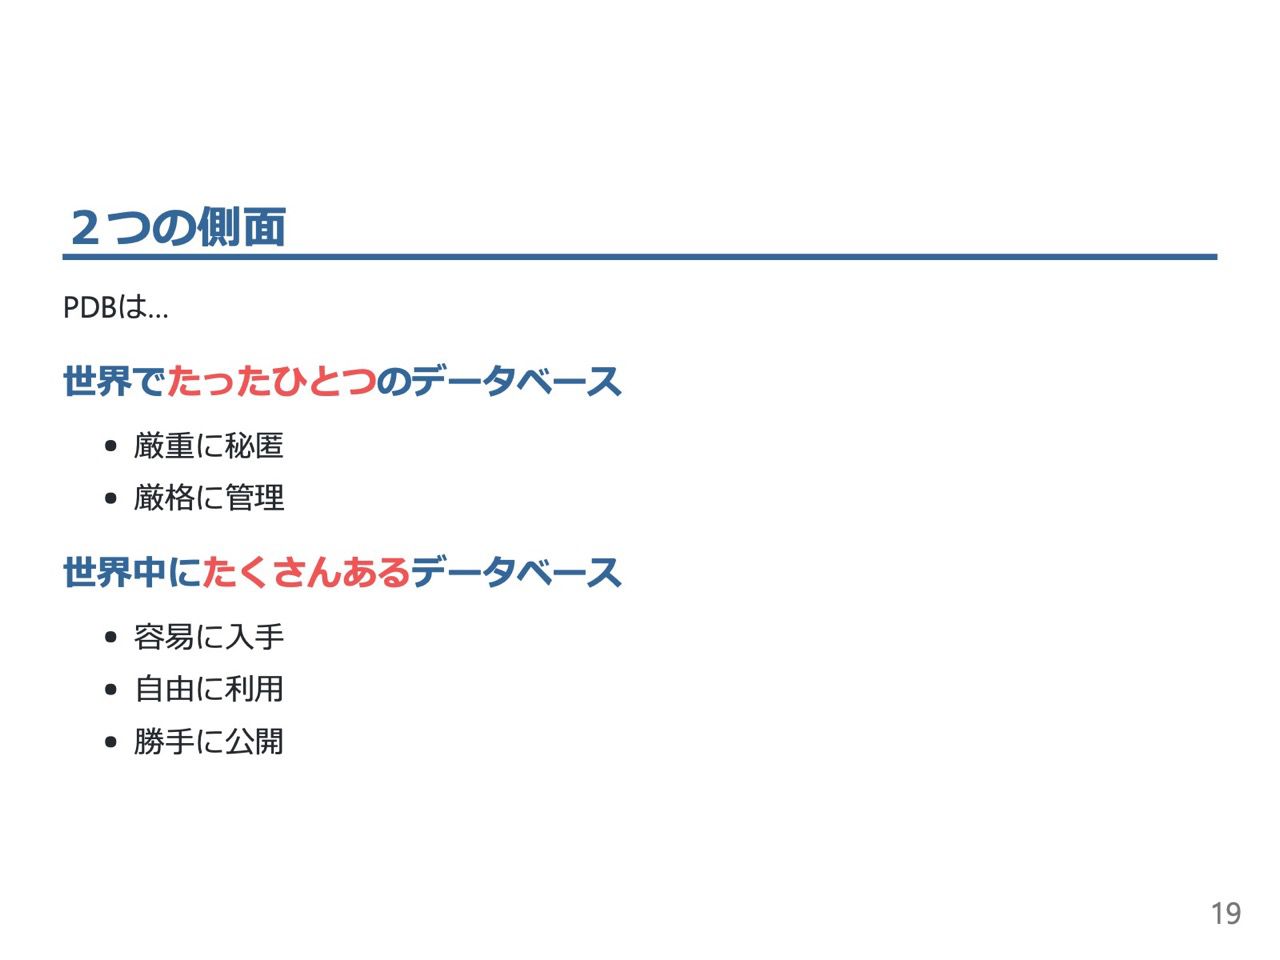 ２つの側面
PDBは...
世界でたったひとつのデータベース
• 厳重に秘匿
• 厳格に管理
世界中にたくさんあるデータベース
• 容易に入手
• 自由に利用
• 勝手に公開
19